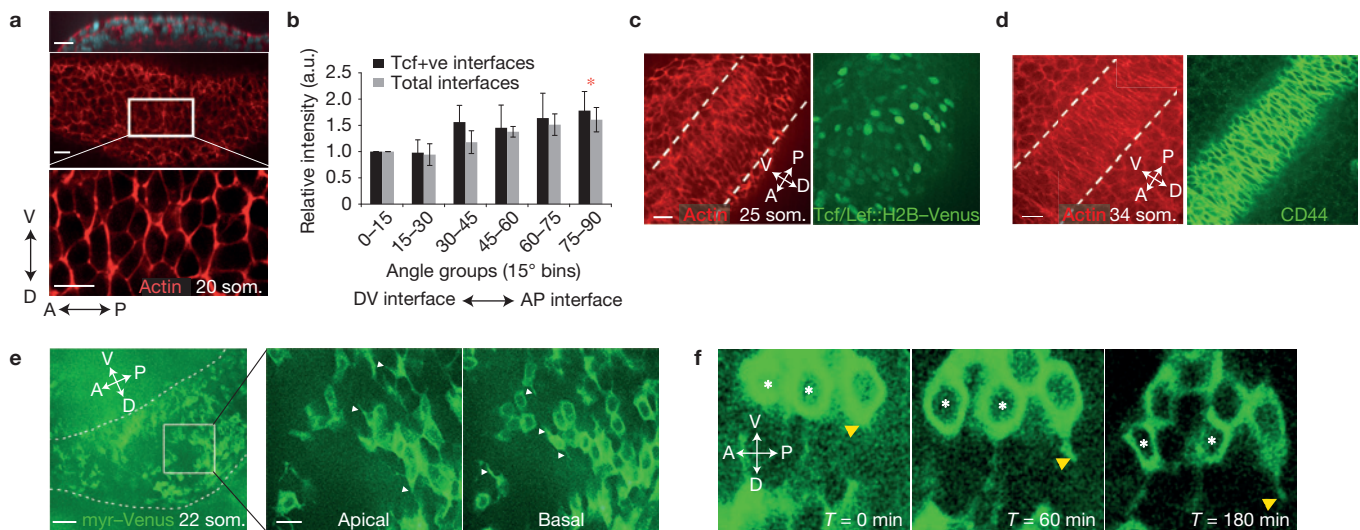 a
V
D
A P
Actin 20 som.
b
Tcf+ve interfaces
Total interfaces
*
Relative intensity (a.u.)
2.5
2.0
1.5
1.0
0.5
0
0–15
15–30
30–45
45–60
60–75
75–90
Angle groups (15° bins)
DV interface AP interface
c
V P
A D
Actin 25 som.
Tcf/Lef::H2B–Venus
d
V P
A D
Actin 34 som.
CD44
e
V
A P
D
myr–Venus 22 som.
Apical
Basal
f
* *
V
A P
D
T = 0 min
* *
T = 60 min
* *
T = 180 min